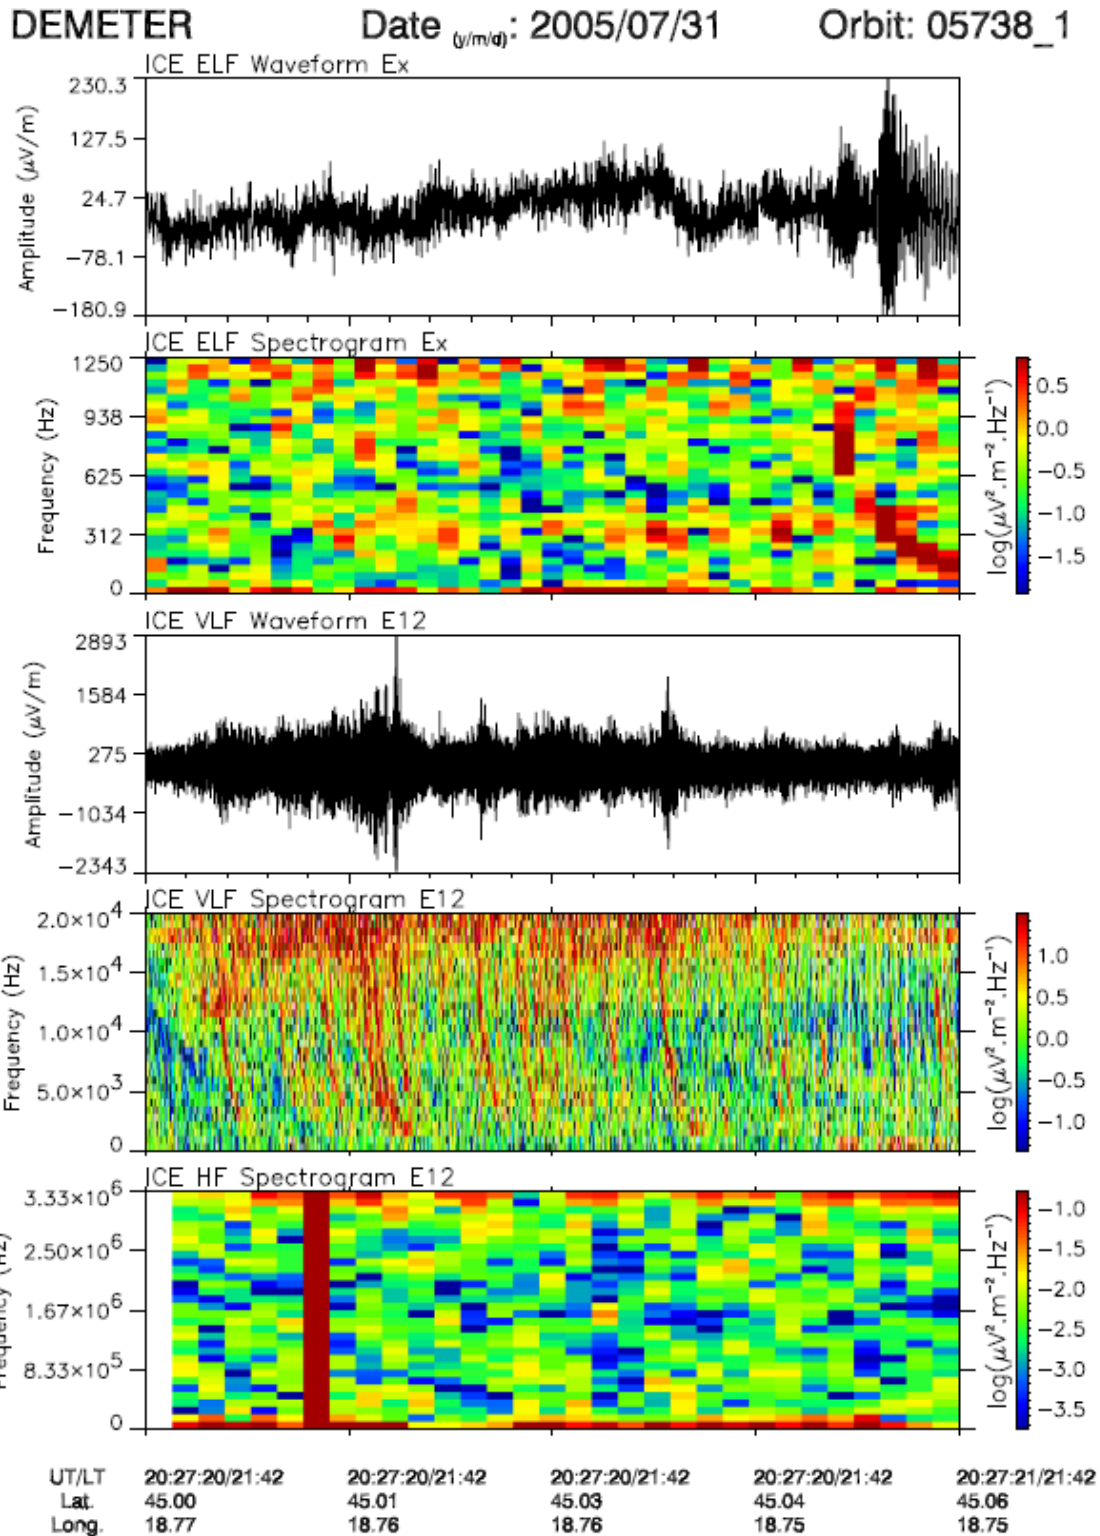 DEMETER Date (y/m/d): 2005/07/31 Orbit: 05738_1
ICE ELF Waveform Ex
230.3
127.5
24.7
−78.1
−180.9
Amplitude (μV/m)
ICE ELF Spectrogram Ex
1250
938
625
312
0
Frequency (Hz)
0.5
0.0
−0.5
−1.0
−1.5
log(μV².m⁻².Hz⁻¹)
ICE VLF Waveform E12
2893
1584
275
−1034
−2343
Amplitude (μV/m)
ICE VLF Spectrogram E12
2.0×10⁴
1.5×10⁴
1.0×10⁴
5.0×10³
0
Frequency (Hz)
1.0
0.5
0.0
−0.5
−1.0
log(μV².m⁻².Hz⁻¹)
ICE HF Spectrogram E12
3.33×10⁶
2.50×10⁶
1.67×10⁶
8.33×10⁵
0
Frequency (Hz)
−1.0
−1.5
−2.0
−2.5
−3.0
−3.5
log(μV².m⁻².Hz⁻¹)
UT/LT 20:27:20/21:42 20:27:20/21:42 20:27:20/21:42 20:27:20/21:42 20:27:21/21:42
Lat. 45.00 45.01 45.03 45.04 45.06
Long. 18.77 18.76 18.76 18.75 18.75